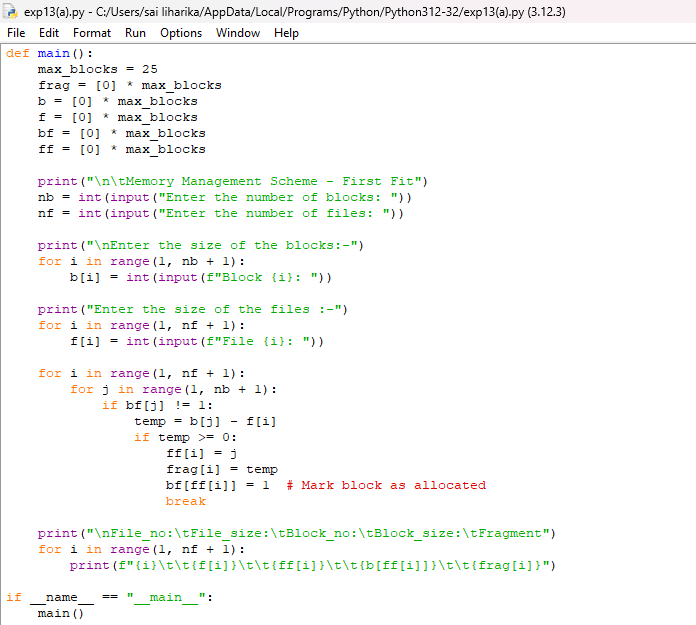 exp13(a).py - C:/Users/sai liharika/AppData/Local/Programs/Python/Python312-32/exp13(a).py (3.12.3)
File Edit Format Run Options Window Help
def main():
    max_blocks = 25
    frag = [0] * max_blocks
    b = [0] * max_blocks
    f = [0] * max_blocks
    bf = [0] * max_blocks
    ff = [0] * max_blocks

    print("\n\tMemory Management Scheme - First Fit")
    nb = int(input("Enter the number of blocks: "))
    nf = int(input("Enter the number of files: "))

    print("\nEnter the size of the blocks:-")
    for i in range(1, nb + 1):
        b[i] = int(input(f"Block {i}: "))

    print("Enter the size of the files :-")
    for i in range(1, nf + 1):
        f[i] = int(input(f"File {i}: "))

    for i in range(1, nf + 1):
        for j in range(1, nb + 1):
            if bf[j] != 1:
                temp = b[j] - f[i]
                if temp >= 0:
                    ff[i] = j
                    frag[i] = temp
                    bf[ff[i]] = 1  # Mark block as allocated
                    break

    print("\nFile_no:\tFile_size:\tBlock_no:\tBlock_size:\tFragment")
    for i in range(1, nf + 1):
        print(f"{i}\t\t{f[i]}\t\t{ff[i]}\t\t{b[ff[i]]}\t\t{frag[i]}")

if __name__ == "__main__":
    main()